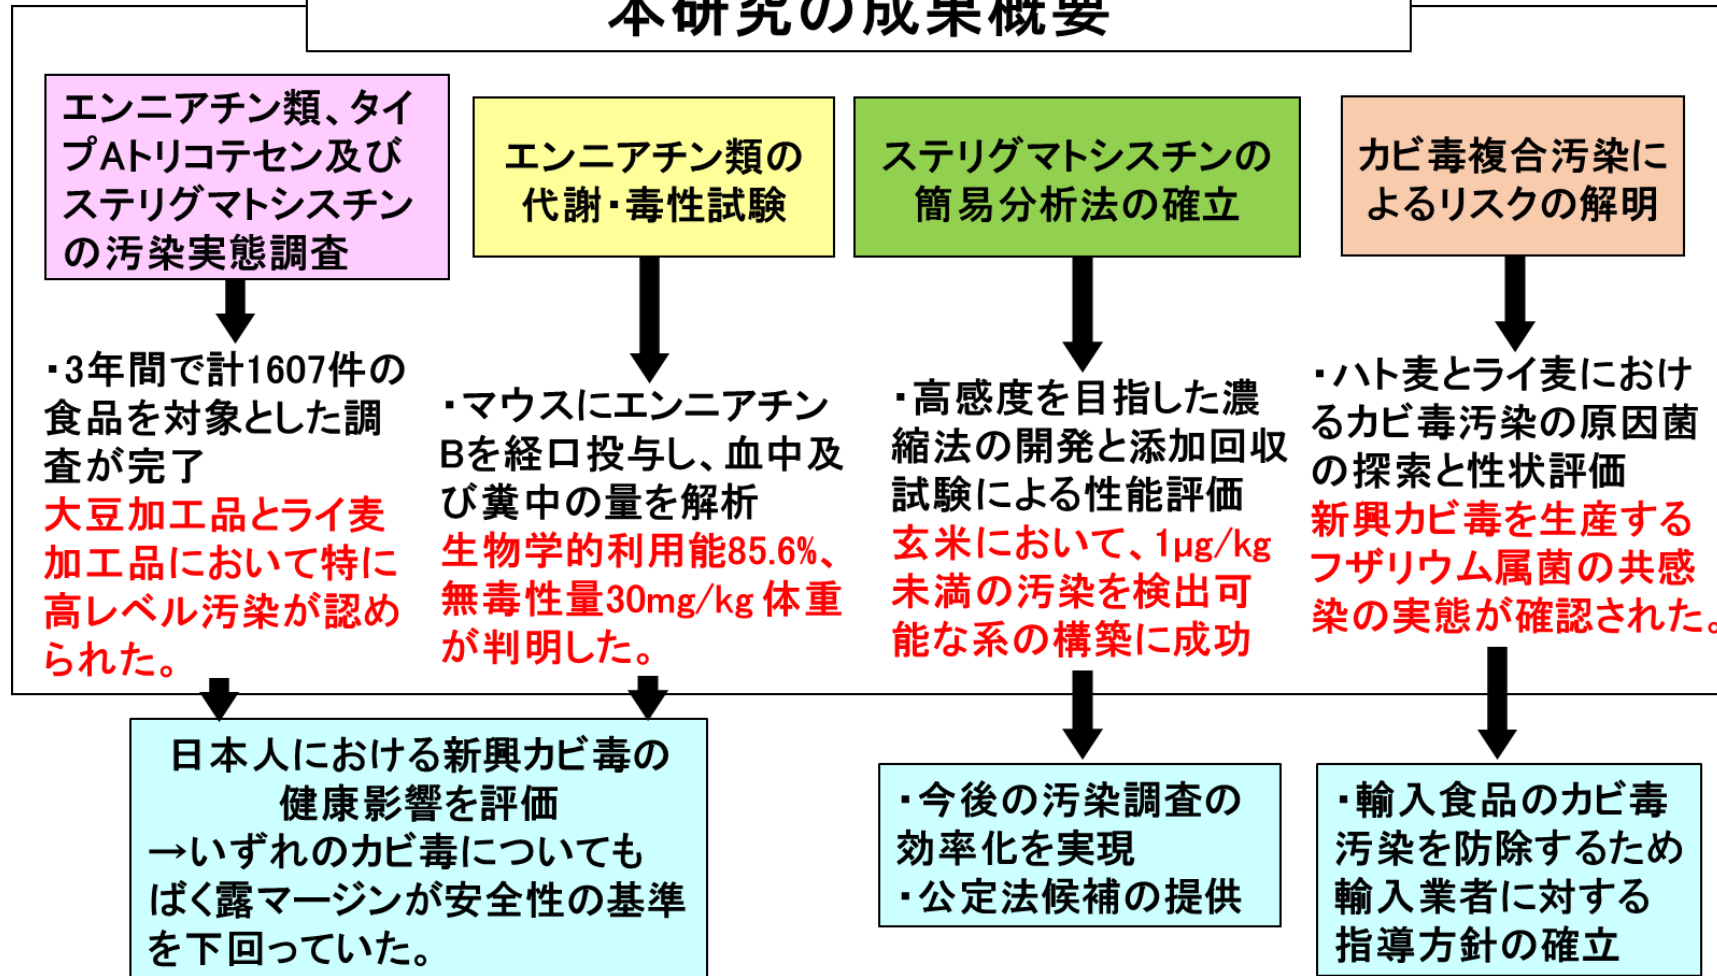 本研究の成果概要
エンニアチン類、タイ
プAトリコテセン及び
ステリグマトシスチン
の汚染実態調査
エンニアチン類の
代謝・毒性試験
ステリグマトシスチンの
簡易分析法の確立
カビ毒複合汚染に
よるリスクの解明
・3年間で計1607件の
食品を対象とした調
査が完了
大豆加工品とライ麦
加工品において特に
高レベル汚染が認め
られた。
・マウスにエンニアチン
Bを経口投与し、血中及
び糞中の量を解析
生物学的利用能85.6%、
無毒性量30mg/kg 体重
が判明した。
・高感度を目指した濃
縮法の開発と添加回収
試験による性能評価
玄米において、1μg/kg
未満の汚染を検出可
能な系の構築に成功
・ハト麦とライ麦におけ
るカビ毒汚染の原因菌
の探索と性状評価
新興カビ毒を生産する
フザリウム属菌の共感
染の実態が確認された。
日本人における新興カビ毒の
健康影響を評価
→いずれのカビ毒についても
ばく露マージンが安全性の基準
を下回っていた。
・今後の汚染調査の
効率化を実現
・公定法候補の提供
・輸入食品のカビ毒
汚染を防除するため
輸入業者に対する
指導方針の確立